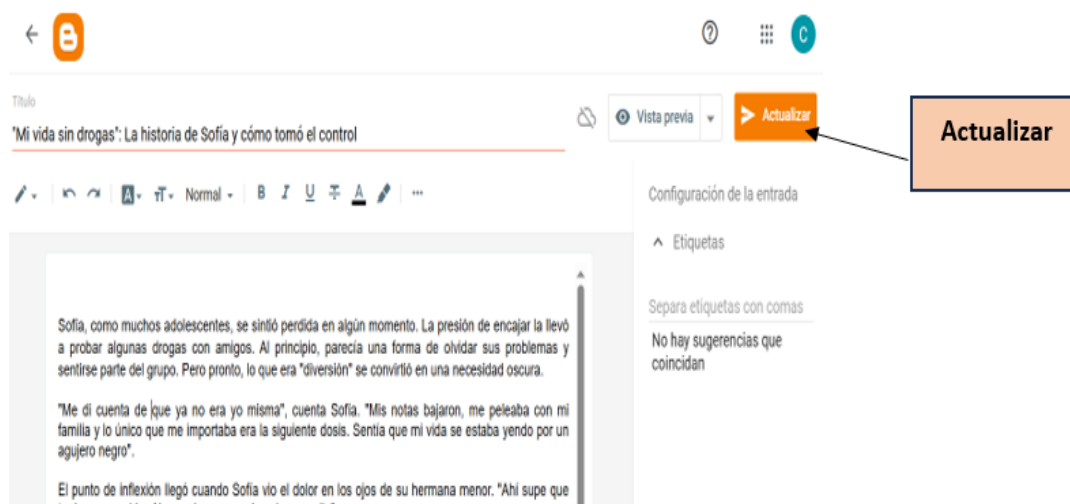 C
Título
"Mi vida sin drogas": La historia de Sofía y cómo tomó el control
Vista previa
Actualizar
Actualizar
Normal
B I U A
Configuración de la entrada
Etiquetas
Separa etiquetas con comas
No hay sugerencias que
coincidan
Sofía, como muchos adolescentes, se sintió perdida en algún momento. La presión de encajar la llevó
a probar algunas drogas con amigos. Al principio, parecía una forma de olvidar sus problemas y
sentirse parte del grupo. Pero pronto, lo que era "diversión" se convirtió en una necesidad oscura.
"Me di cuenta de que ya no era yo misma", cuenta Sofía. "Mis notas bajaron, me peleaba con mi
familia y lo único que me importaba era la siguiente dosis. Sentía que mi vida se estaba yendo por un
agujero negro".
El punto de inflexión llegó cuando Sofía vio el dolor en los ojos de su hermana menor. "Ahí supe que